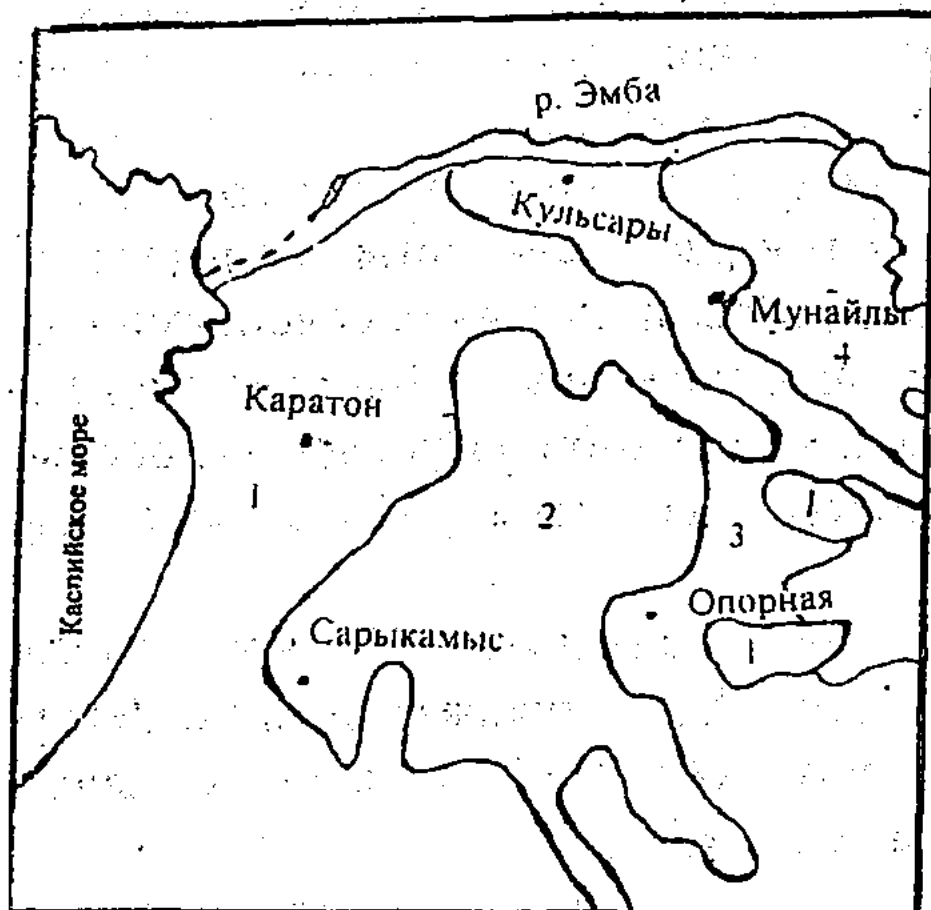 р. Эмба
Кульсары
Мунайлы
4
Каратон
Каспийское море
1
2
3
1
Опорная
Сарыкамыс
1